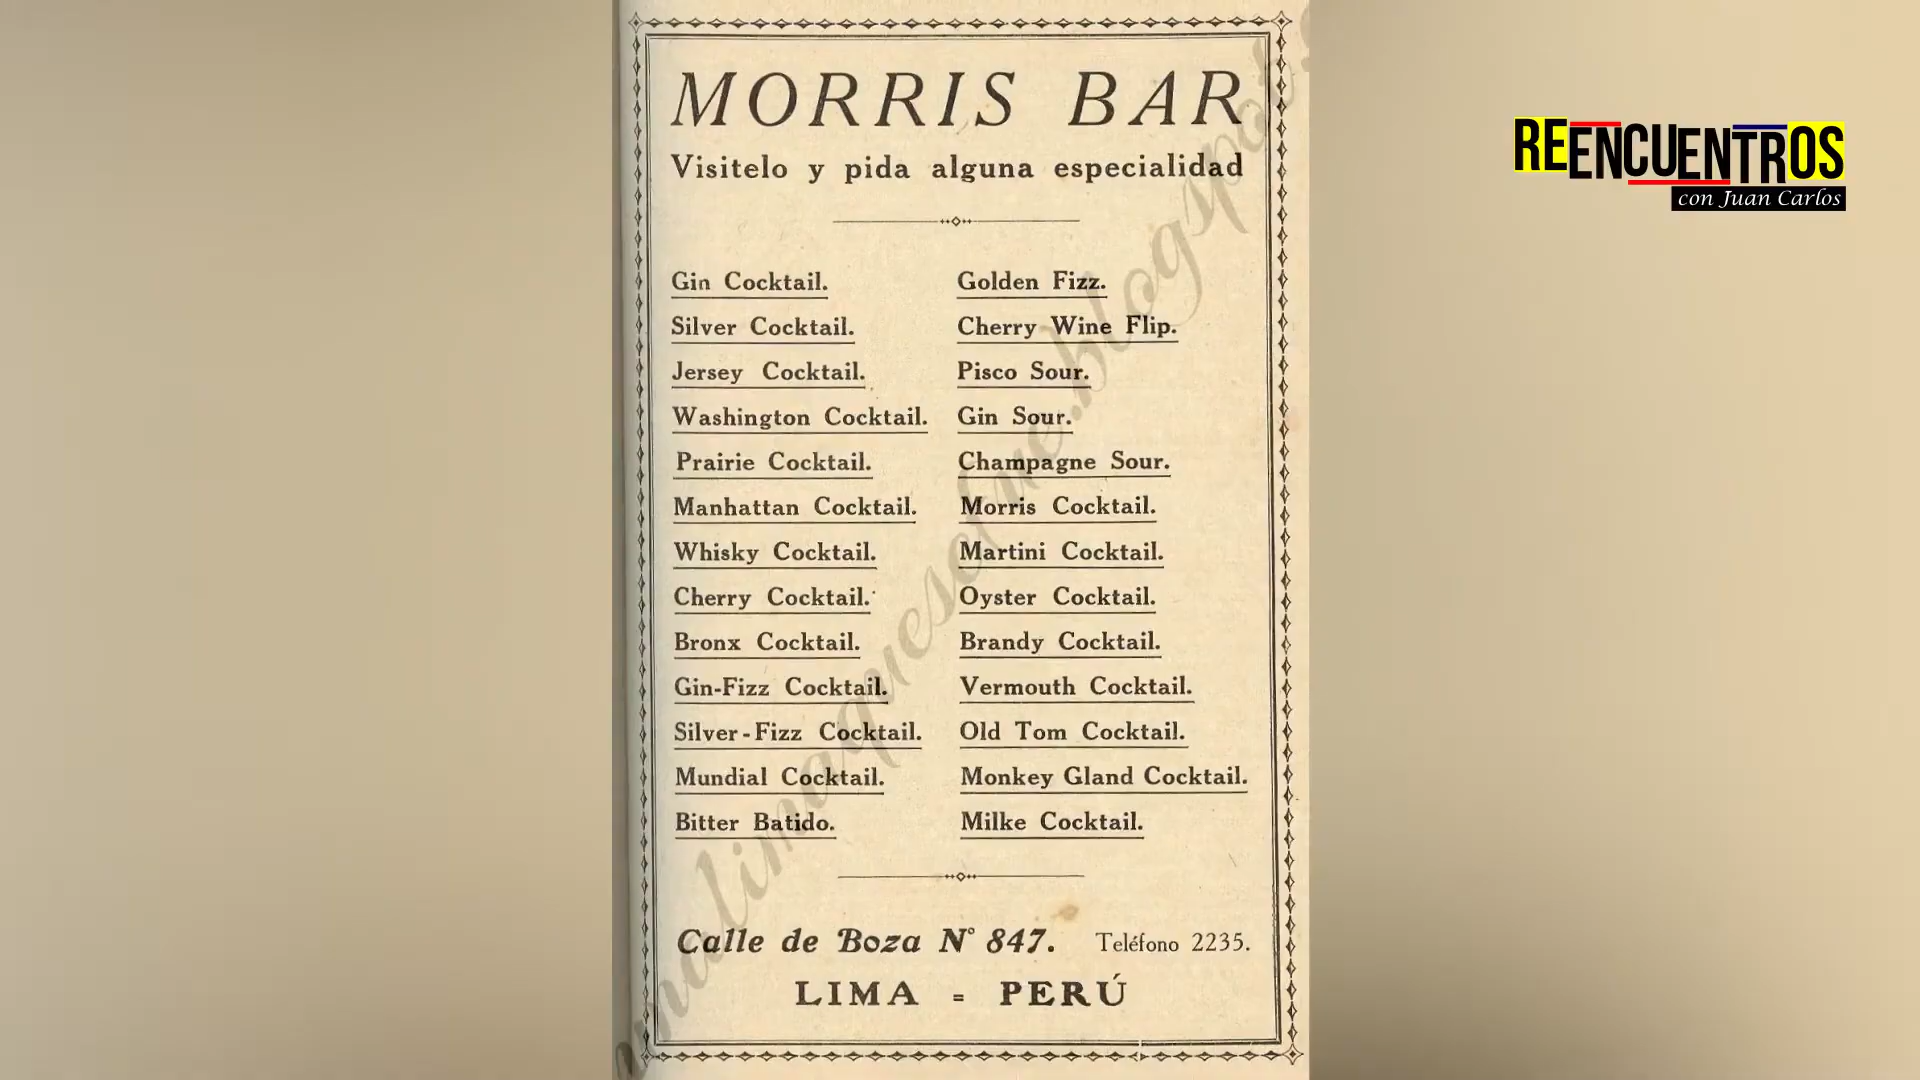 MORRIS BAR
Visitelo y pida alguna especialidad
Gin Cocktail.
Silver Cocktail.
Jersey Cocktail.
Washington Cocktail.
Prairie Cocktail.
Manhattan Cocktail.
Whisky Cocktail.
Cherry Cocktail.
Bronx Cocktail.
Gin-Fizz Cocktail.
Silver-Fizz Cocktail.
Mundial Cocktail.
Bitter Batido.
Golden Fizz.
Cherry Wine Flip.
Pisco Sour.
Gin Sour.
Champagne Sour.
Morris Cocktail.
Martini Cocktail.
Oyster Cocktail.
Brandy Cocktail.
Vermouth Cocktail.
Old Tom Cocktail.
Monkey Gland Cocktail.
Milke Cocktail.
Calle de Boza N° 847. Teléfono 2235.
LIMA = PERÚ
REENCUENTROS
con Juan Carlos